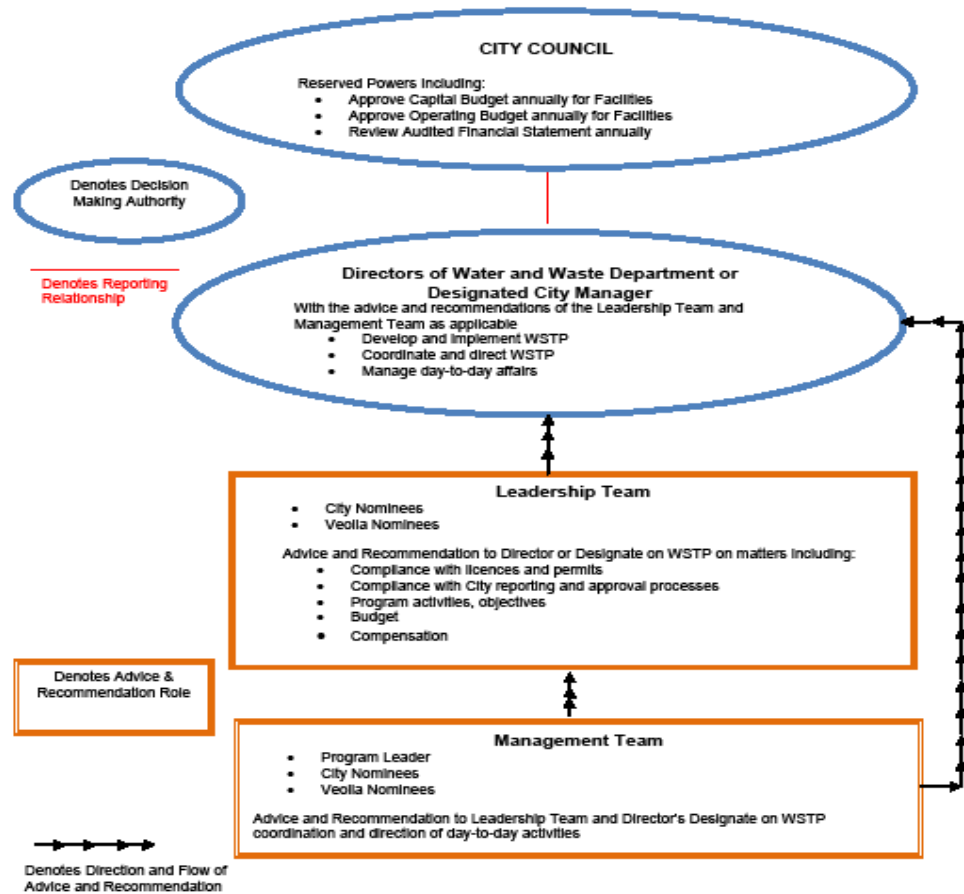 CITY COUNCIL
Reserved Powers Including:
• Approve Capital Budget annually for Facilities
• Approve Operating Budget annually for Facilities
• Review Audited Financial Statement annually
Denotes Decision
Making Authority
Denotes Reporting
Relationship
Directors of Water and Waste Department or
Designated City Manager
With the advice and recommendations of the Leadership Team and
Management Team as applicable
• Develop and Implement WSTP
• Coordinate and direct WSTP
• Manage day-to-day affairs
Leadership Team
• City Nominees
• Veolia Nominees
Advice and Recommendation to Director or Designate on WSTP on matters including:
• Compliance with licences and permits
• Compliance with City reporting and approval processes
• Program activities, objectives
• Budget
• Compensation
Denotes Advice &
Recommendation Role
Management Team
• Program Leader
• City Nominees
• Veolia Nominees
Advice and Recommendation to Leadership Team and Director's Designate on WSTP
coordination and direction of day-to-day activities
Denotes Direction and Flow of
Advice and Recommendation